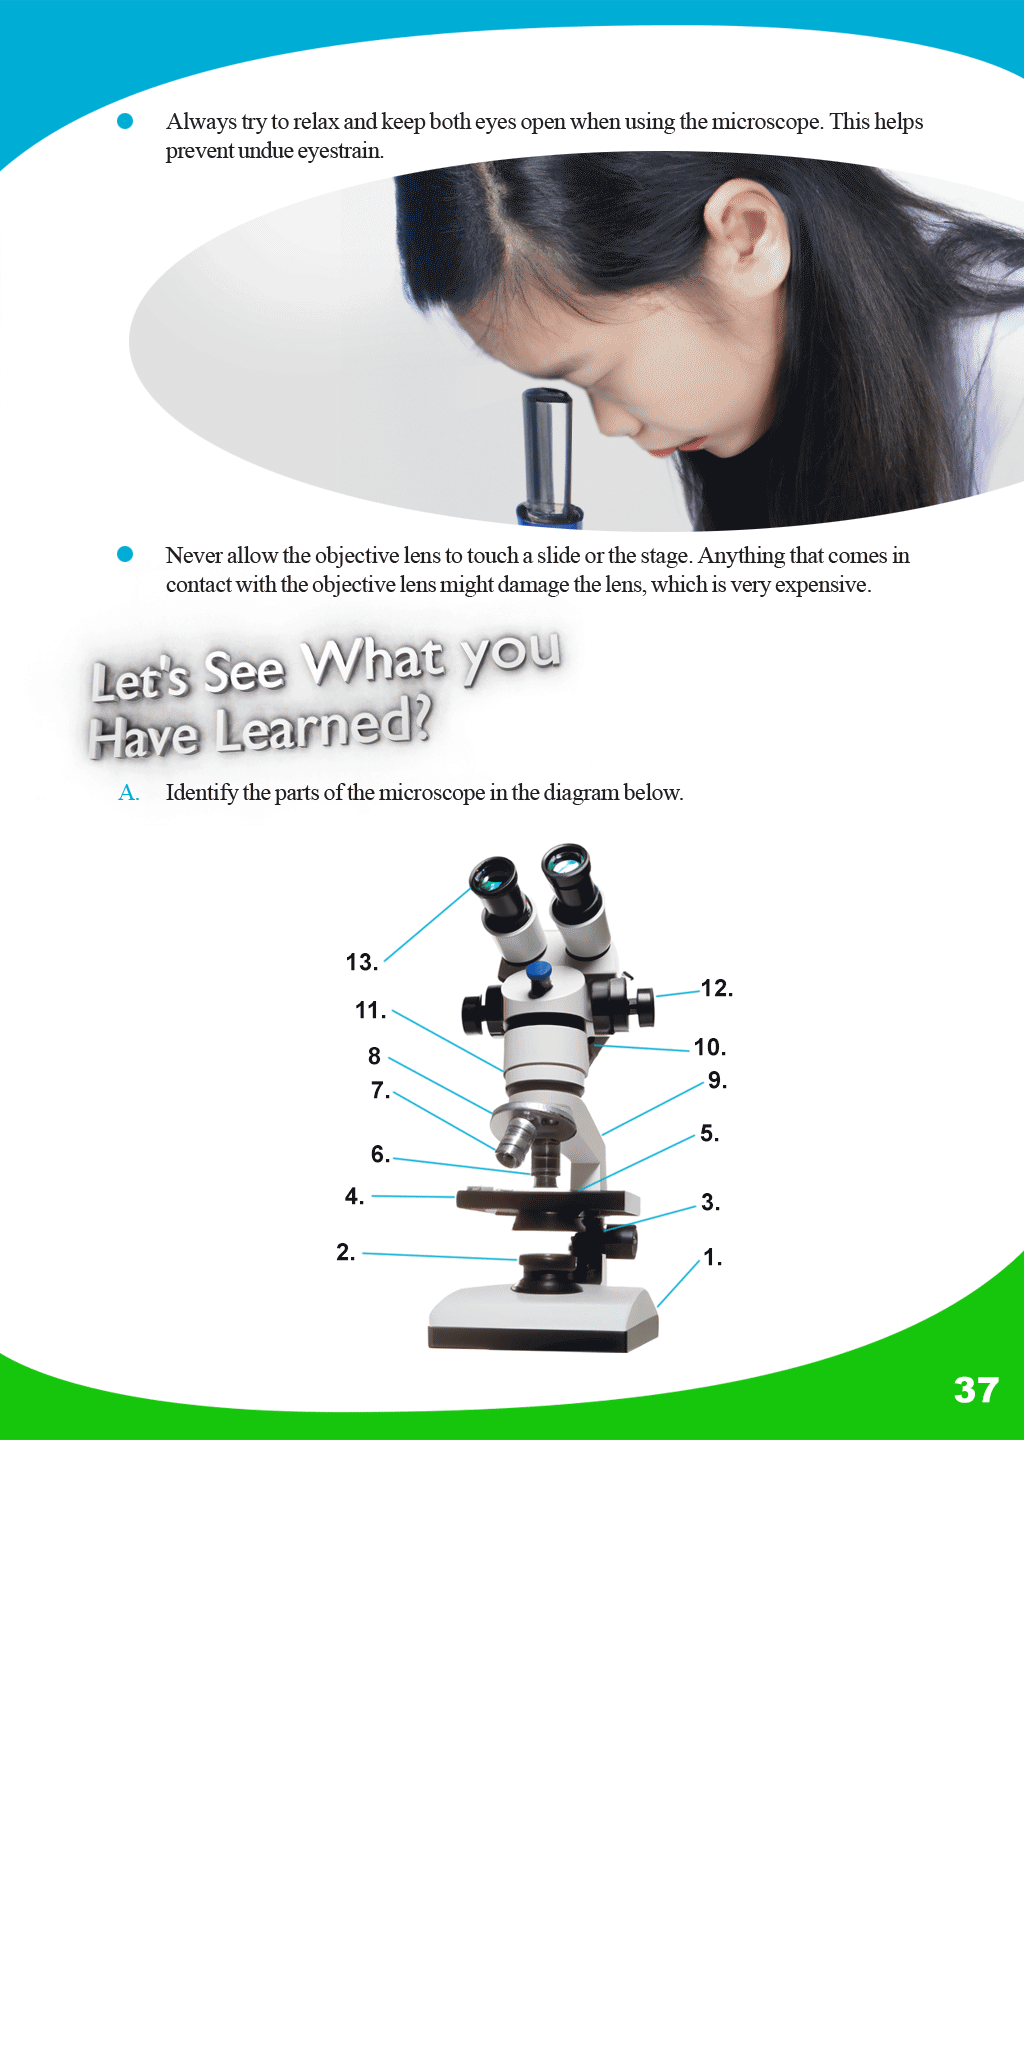 Always try to relax and keep both eyes open when using the microscope. This helps
prevent undue eyestrain.
Never allow the objective lens to touch a slide or the stage. Anything that comes in
contact with the objective lens might damage the lens, which is very expensive.
Let's See What you
Have Learned?
A. Identify the parts of the microscope in the diagram below.
13.
12.
11.
10.
8
9.
7.
5.
6.
4.
3.
2.
1.
37